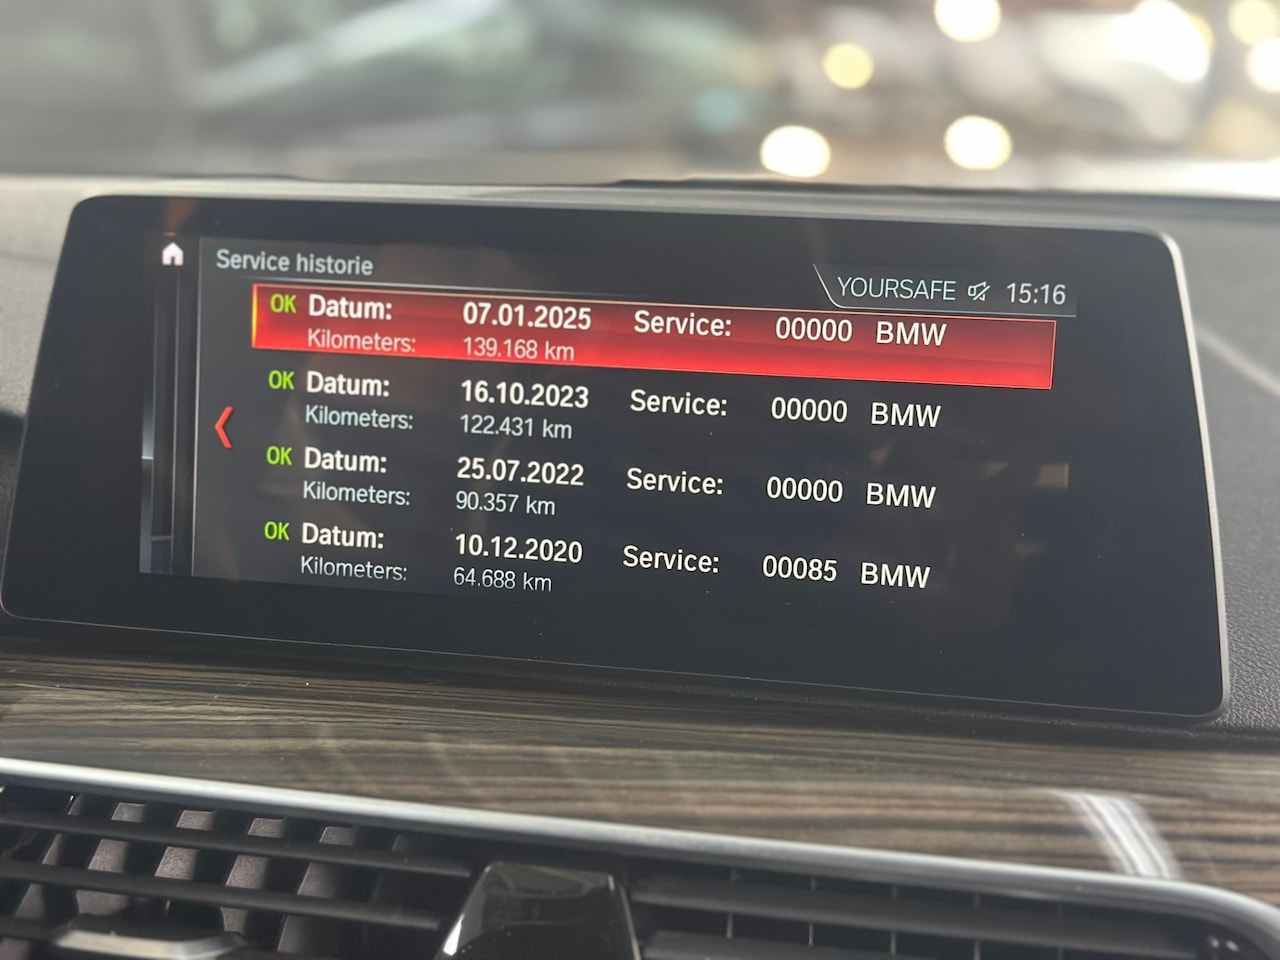 Service historie
YOURSAFE 15:16
OK Datum: 07.01.2025 Service: 00000 BMW
Kilometers: 139.168 km
OK Datum: 16.10.2023 Service: 00000 BMW
Kilometers: 122.431 km
OK Datum: 25.07.2022 Service: 00000 BMW
Kilometers: 90.357 km
OK Datum: 10.12.2020 Service: 00085 BMW
Kilometers: 64.688 km